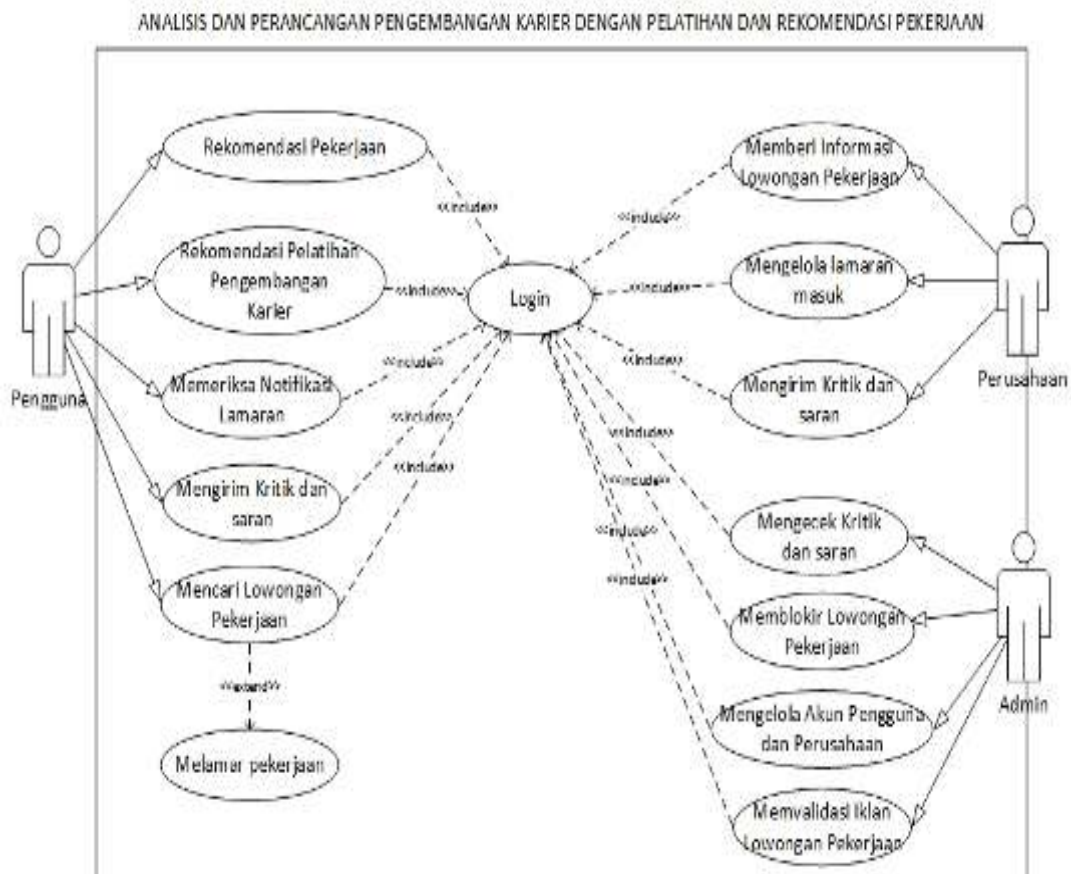 ANALISIS DAN PERANCANGAN PENGEMBANGAN KARIER DENGAN PELATIHAN DAN REKOMENDASI PEKERJAAN
Rekomendasi Pekerjaan
Memberi Informasi
Lowongan Pekerjaan
<<include>>
<<include>>
Rekomendasi Pelatihan
Pengembangan
Karier
<<include>>
Login
<<include>>
Mengelola lamaran
masuk
Pengguna
Perusahaan
Memeriksa Notifikasi
Lamaran
<<include>>
<<include>>
Mengirim Kritik dan
saran
Mengirim Kritik dan
saran
<<include>>
<<include>>
<<include>>
<<include>>
<<include>>
<<include>>
Mengecek Kritik
dan saran
Mencari Lowongan
Pekerjaan
Memblokir Lowongan
Pekerjaan
Admin
<<extend>>
Melamar pekerjaan
Mengelola Akun Pengguna
dan Perusahaan
Memvalidasi Iklan
Lowongan Pekerjaan